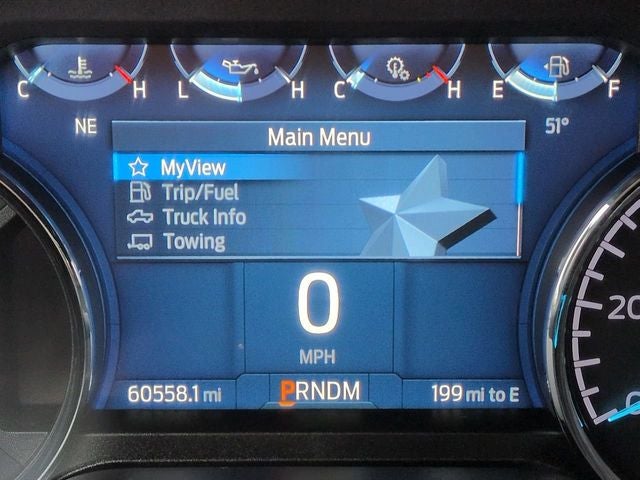 C H L H C H E F
NE 51°
Main Menu
MyView
Trip/Fuel
Truck Info
Towing
0
MPH
60558.1 mi PRNDM 199 mi to E
20
0